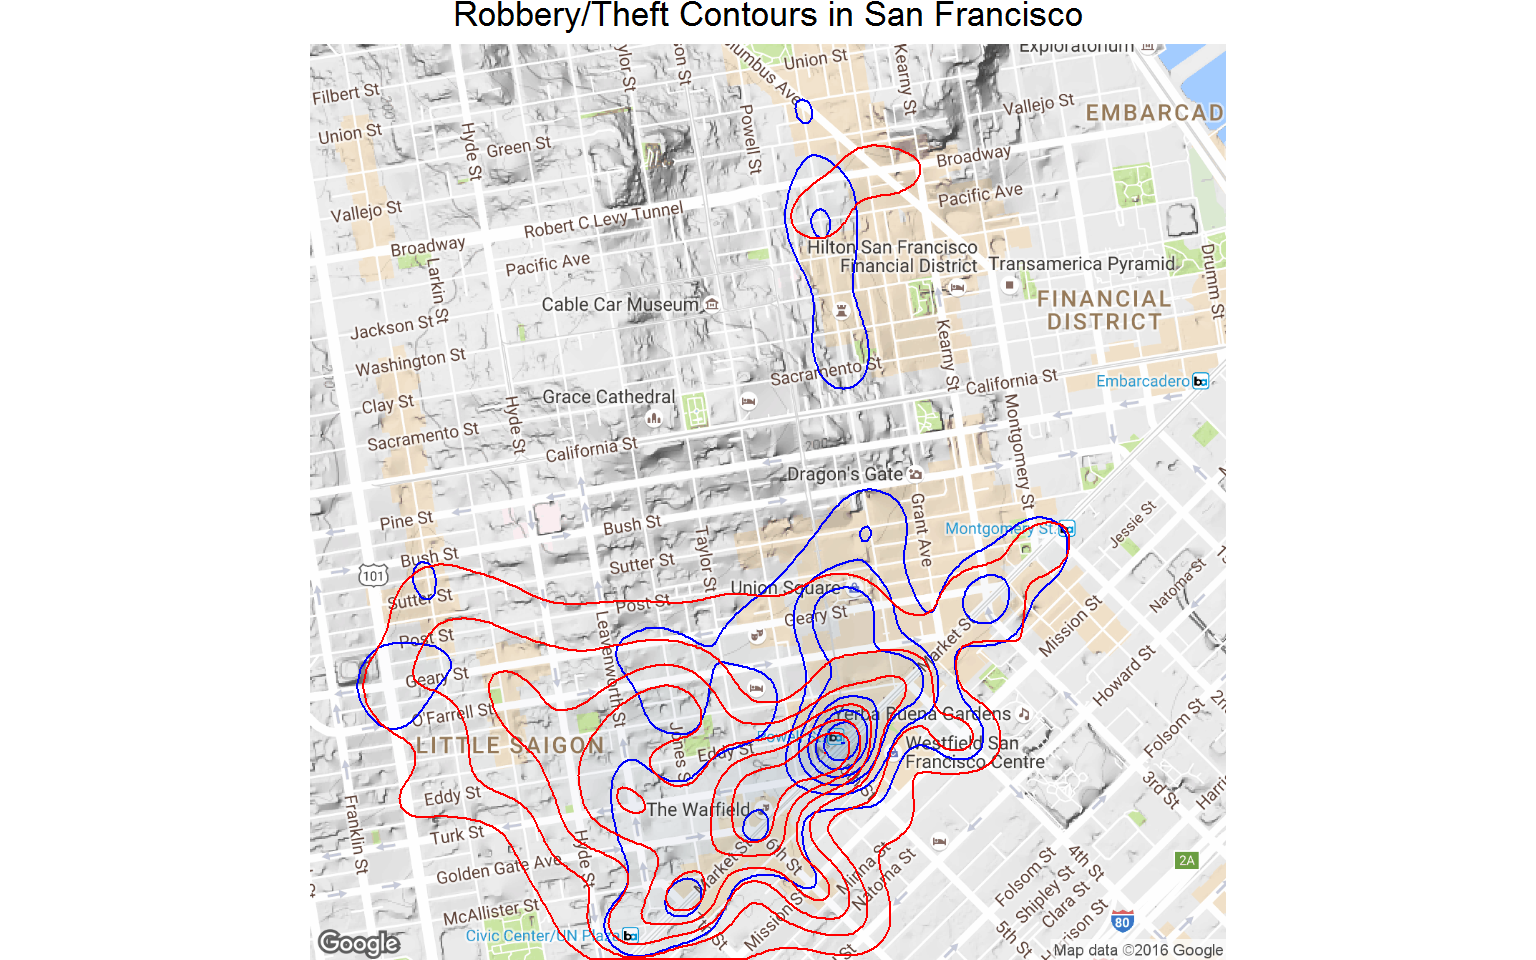 Robbery/Theft Contours in San Francisco
Exploratorium
Union St
Columbus Ave
Kearny St
Filbert St
Vallejo St
EMBARCAD
Union St
Hyde St
Green St
Powell St
Broadway
Pacific Ave
Vallejo St
Robert C Levy Tunnel
Broadway
Hilton San Francisco
Financial District
Pacific Ave
Transamerica Pyramid
Larkin St
Drumm St
Cable Car Museum
FINANCIAL
DISTRICT
Jackson St
Washington St
Kearny St
Sacramento St
California St
Embarcadero
Grace Cathedral
Clay St
Hyde St
Montgomery St
Sacramento St
California St
200
Dragon's Gate
Pine St
Bush St
Grant Ave
Montgomery St.
Jessie St
Bush St
Taylor St
Sutter St
101
Union Square
Natoma St
Sutter St
Post St
Geary St
Leavenworth St
Mission St
Post St
Market St
Howard St
Geary St
O'Farrell St
Yerba Buena Gardens
Folsom St
LITTLE SAIGON
Jones St
Eddy St
Westfield San
Francisco Centre
3rd St
Eddy St
The Warfield
Franklin St
Turk St
Hyde St
Golden Gate Ave
Market St
6th St
Minna St
Natoma St
Folsom St
4th St
2A
Shipley St
Clara St
McAllister St
Mission St
80
Civic Center/UN Plaza
5th St
Google
Map data ©2016 Google